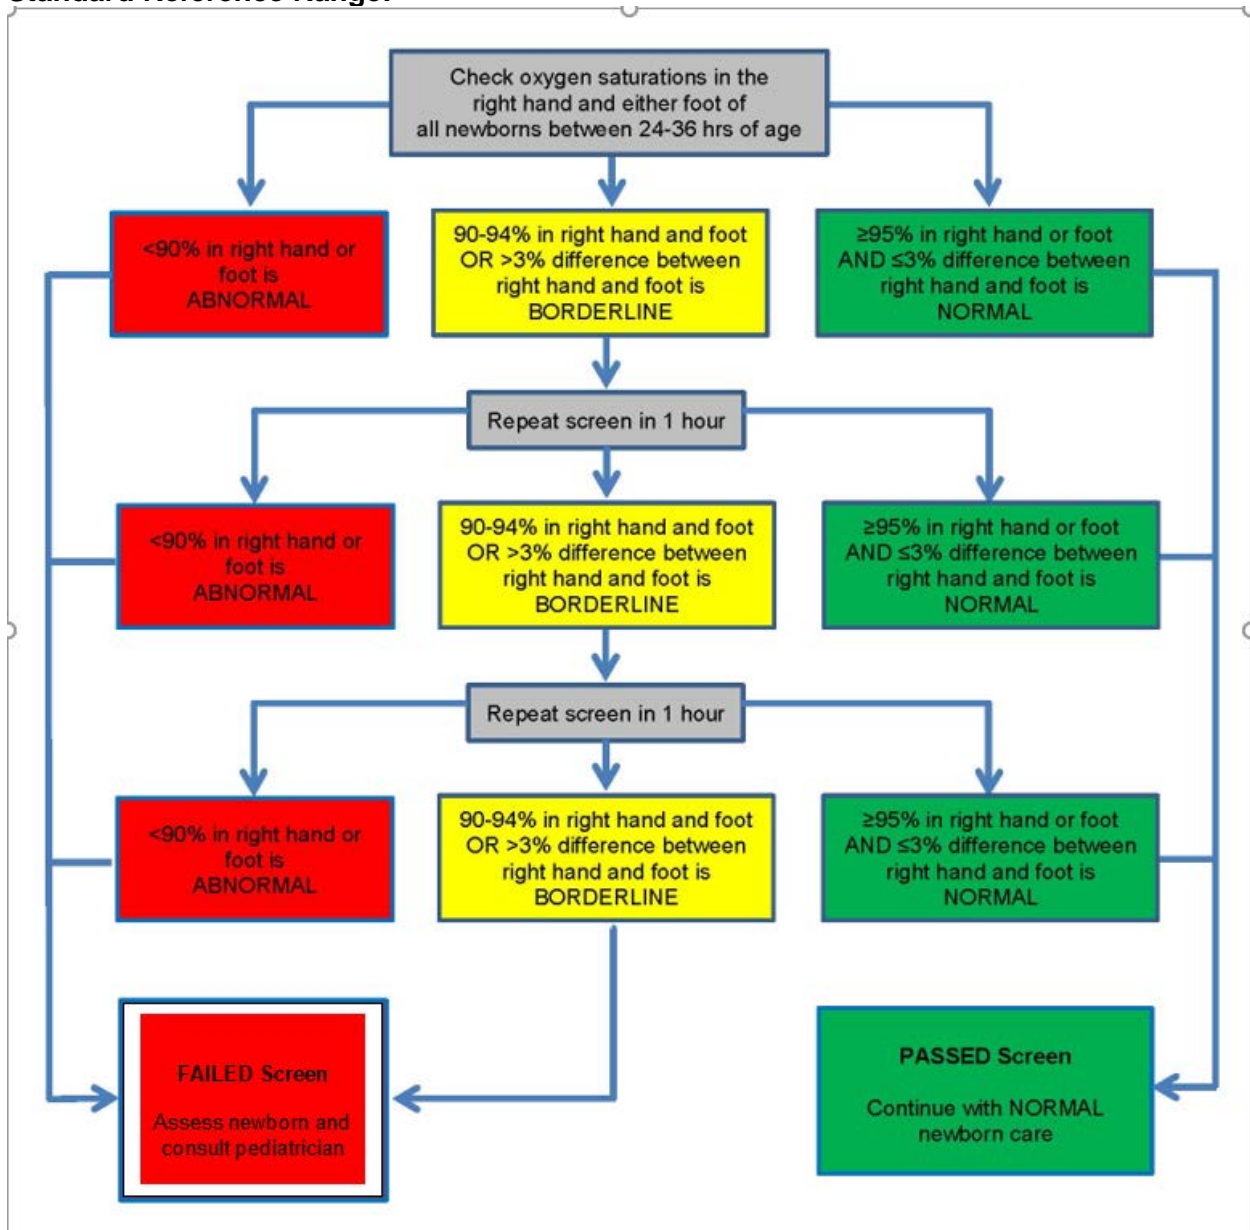 Standard Reference Range:
Check oxygen saturations in the
right hand and either foot of
all newborns between 24-36 hrs of age
<90% in right hand or
foot is
ABNORMAL
90-94% in right hand and foot
OR >3% difference between
right hand and foot is
BORDERLINE
≥95% in right hand or foot
AND ≤3% difference between
right hand and foot is
NORMAL
Repeat screen in 1 hour
<90% in right hand or
foot is
ABNORMAL
90-94% in right hand and foot
OR >3% difference between
right hand and foot is
BORDERLINE
≥95% in right hand or foot
AND ≤3% difference between
right hand and foot is
NORMAL
Repeat screen in 1 hour
<90% in right hand or
foot is
ABNORMAL
90-94% in right hand and foot
OR >3% difference between
right hand and foot is
BORDERLINE
≥95% in right hand or foot
AND ≤3% difference between
right hand and foot is
NORMAL
FAILED Screen
Assess newborn and
consult pediatrician
PASSED Screen
Continue with NORMAL
newborn care